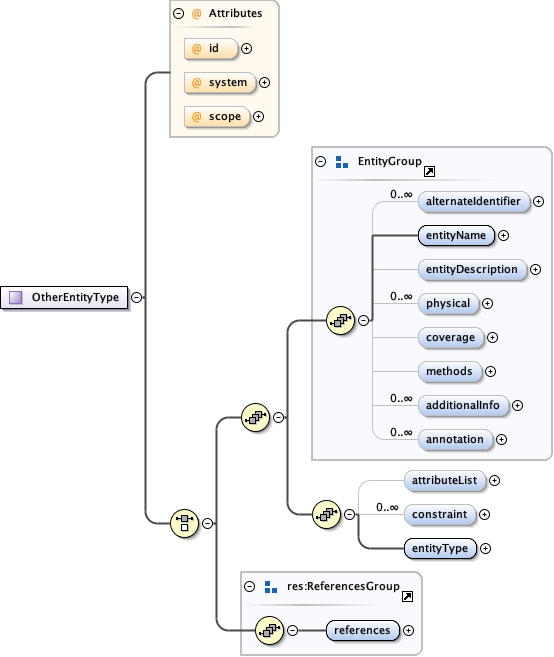 Attributes
@ id
@ system
@ scope
EntityGroup
0..∞
alternateIdentifier
entityName
entityDescription
0..∞
physical
coverage
methods
0..∞
additionalInfo
0..∞
annotation
OtherEntityType
attributeList
0..∞
constraint
entityType
res:ReferencesGroup
references